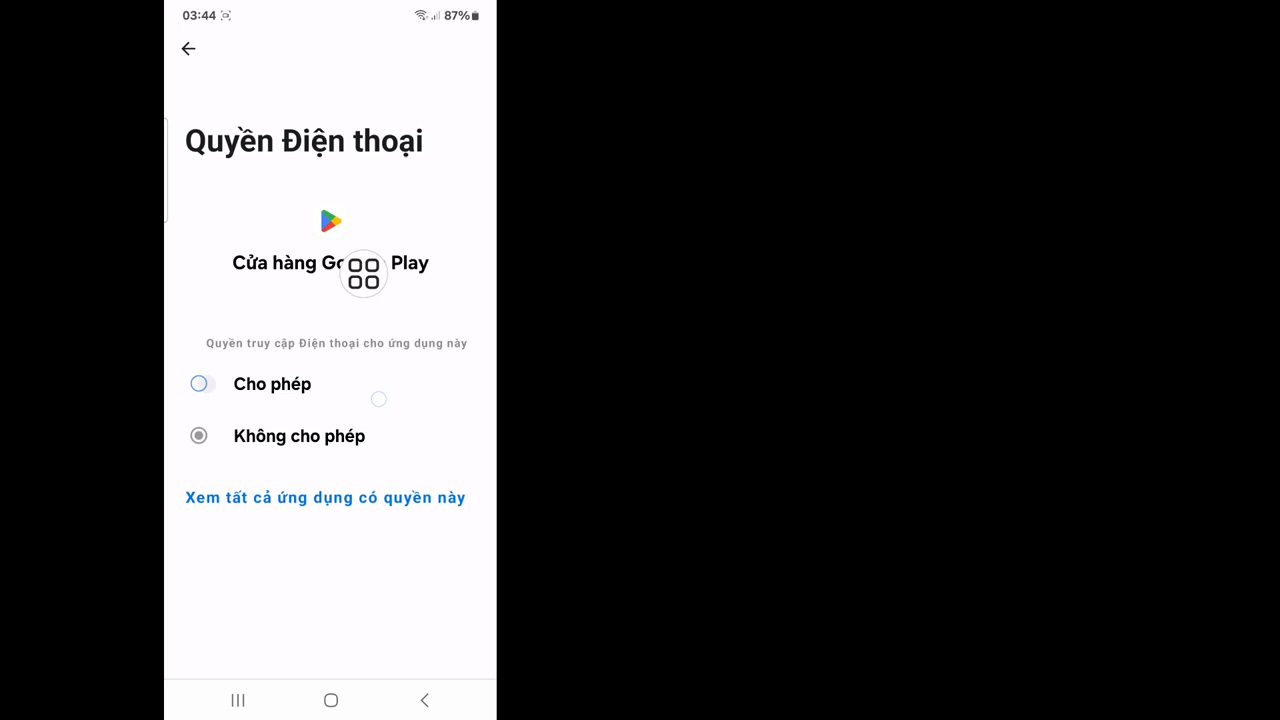 03:44
87%
Quyền Điện thoại
Cửa hàng Go Play
Quyền truy cập Điện thoại cho ứng dụng này
Cho phép
Không cho phép
Xem tất cả ứng dụng có quyền này